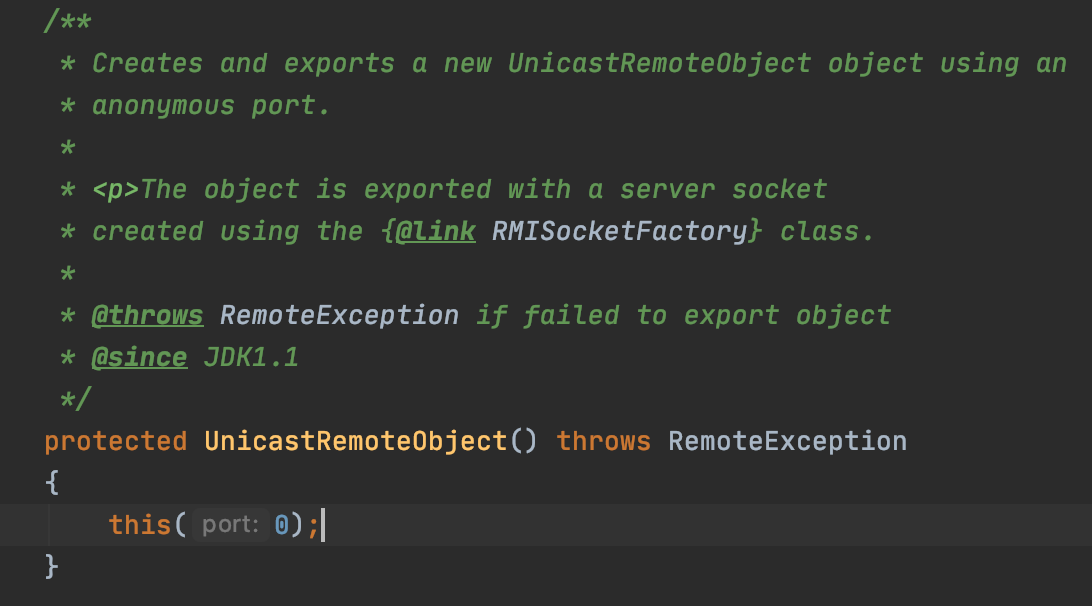 /**
 * Creates and exports a new UnicastRemoteObject object using an
 * anonymous port.
 *
 * <p>The object is exported with a server socket
 * created using the {@link RMISocketFactory} class.
 *
 * @throws RemoteException if failed to export object
 * @since JDK1.1
 */
protected UnicastRemoteObject() throws RemoteException
{
    this( port: 0);
}